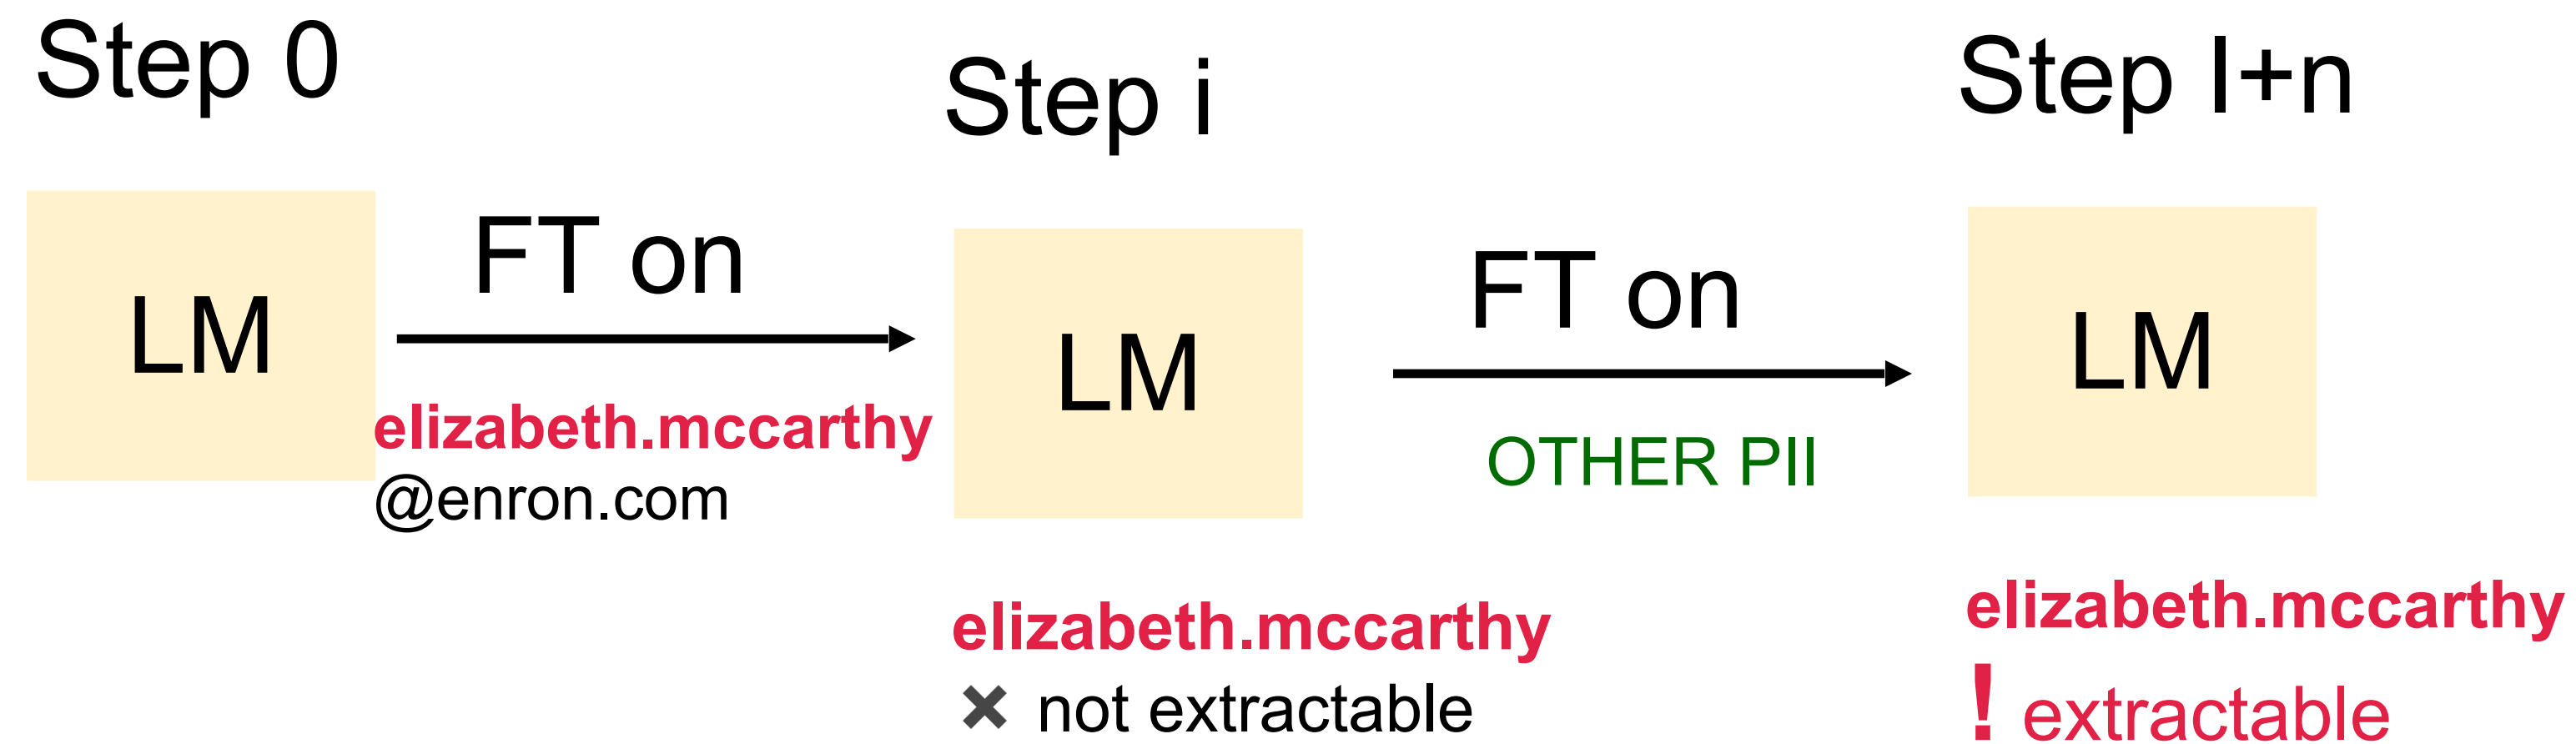 Step 0
Step i
Step I+n
LM
FT on
elizabeth.mccarthy
@enron.com
LM
FT on
OTHER PII
LM
elizabeth.mccarthy
✖ not extractable
elizabeth.mccarthy
! extractable